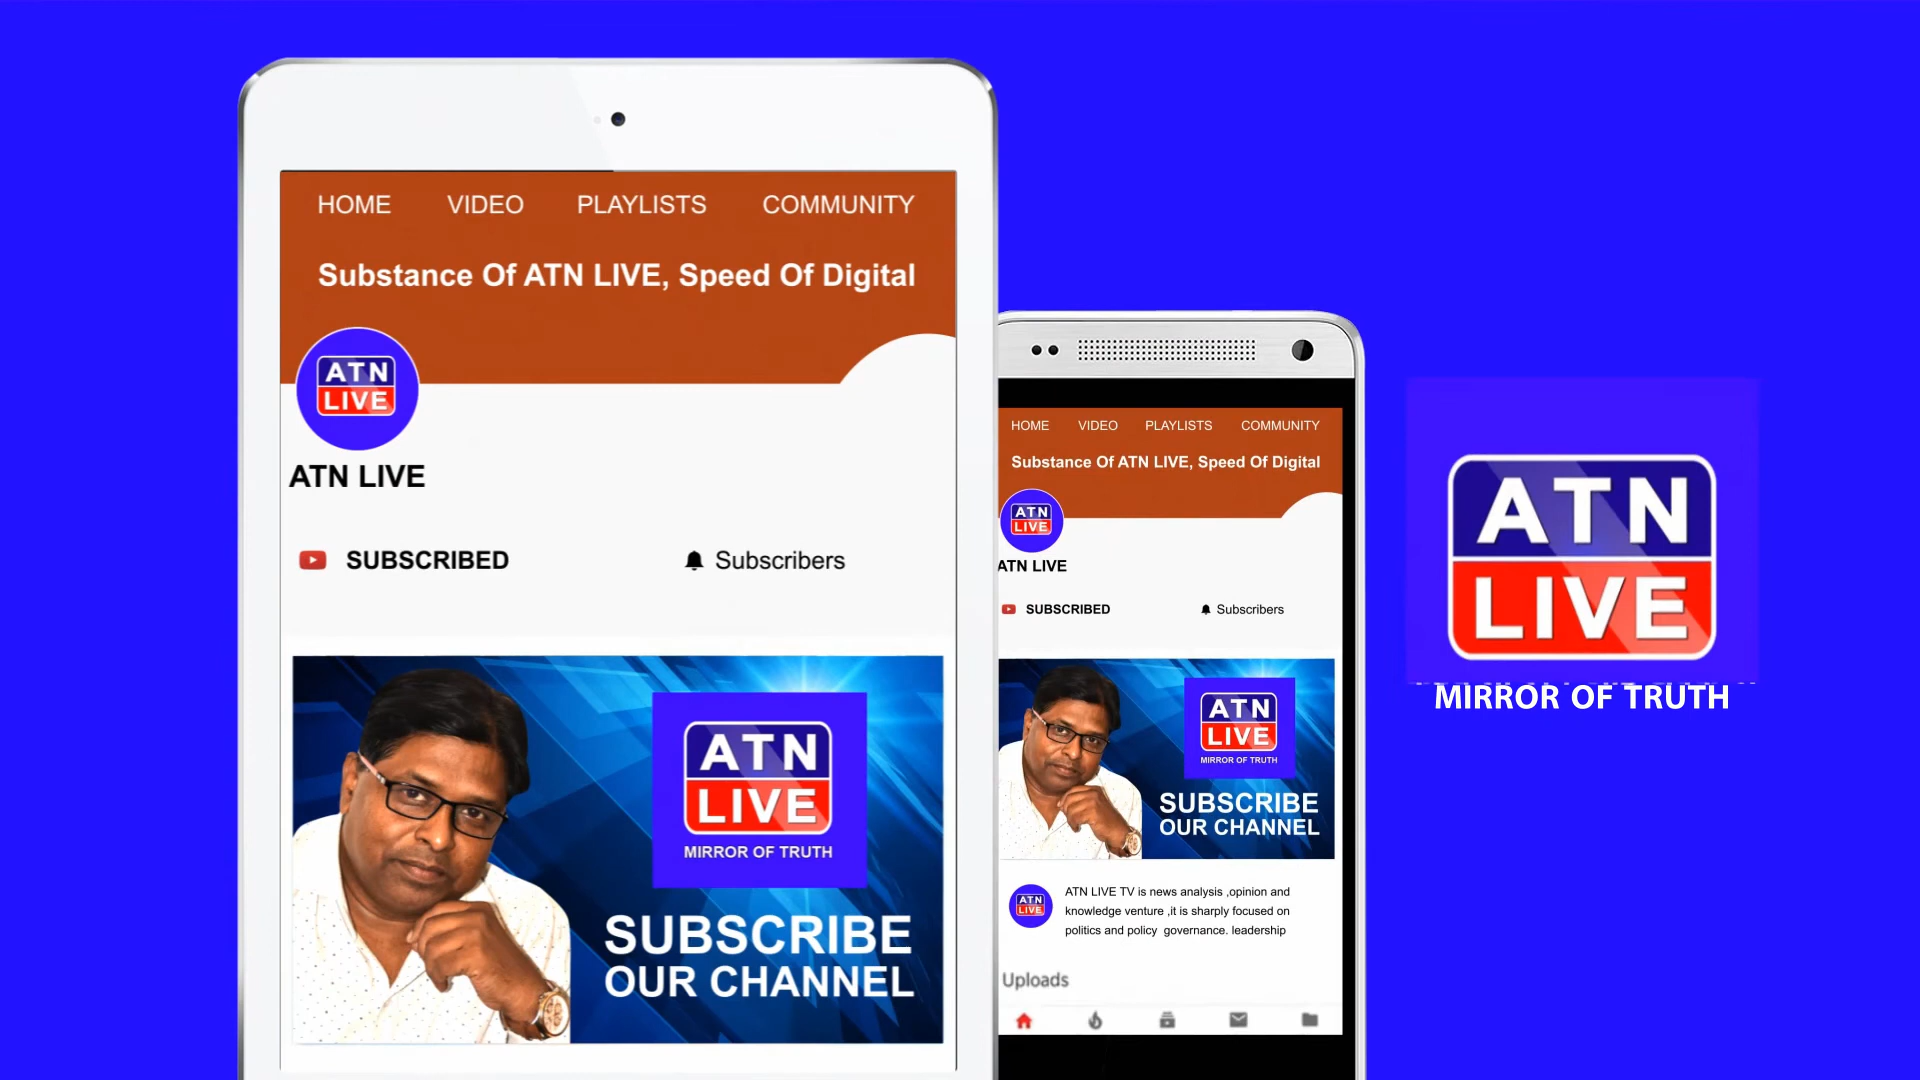 HOME VIDEO PLAYLISTS COMMUNITY
Substance Of ATN LIVE, Speed Of Digital
ATN
LIVE
ATN LIVE
SUBSCRIBED Subscribers
ATN
LIVE
MIRROR OF TRUTH
SUBSCRIBE
OUR CHANNEL
HOME VIDEO PLAYLISTS COMMUNITY
Substance Of ATN LIVE, Speed Of Digital
ATN
LIVE
ATN LIVE
SUBSCRIBED Subscribers
ATN
LIVE
MIRROR OF TRUTH
SUBSCRIBE
OUR CHANNEL
ATN
LIVE
ATN LIVE TV is news analysis ,opinion and
knowledge venture ,it is sharply focused on
politics and policy governance. leadership
Uploads
ATN
LIVE
MIRROR OF TRUTH